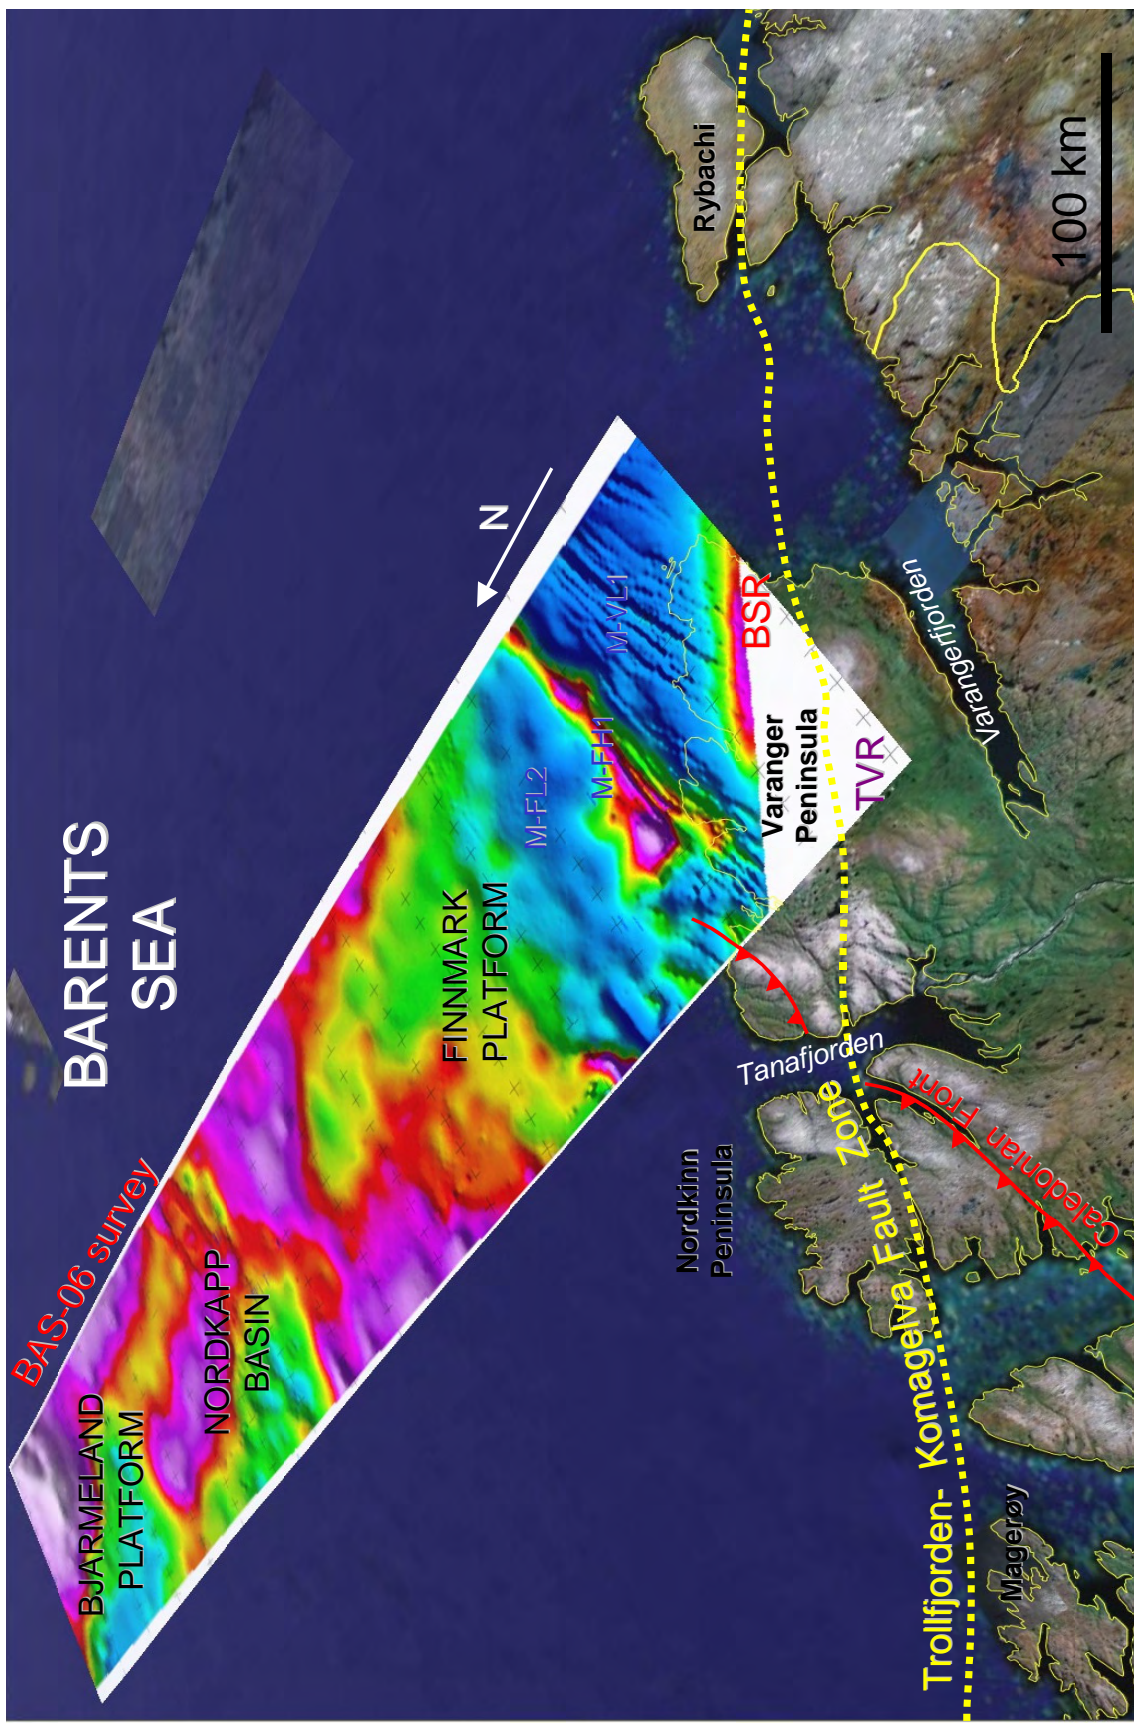 BARENTS
SEA
BAS-06 survey
BJARMELAND
PLATFORM
NORDKAPP
BASIN
FINNMARK
PLATFORM
N
M-FL2
M-FH1
M-VL1
BSR
TVR
Varanger
Peninsula
Rybachi
Varangerfjorden
Tanafjorden
Nordkinn
Peninsula
Trollfjorden- Komagelva Fault Zone
Caledonian Front
Magerøy
100 km